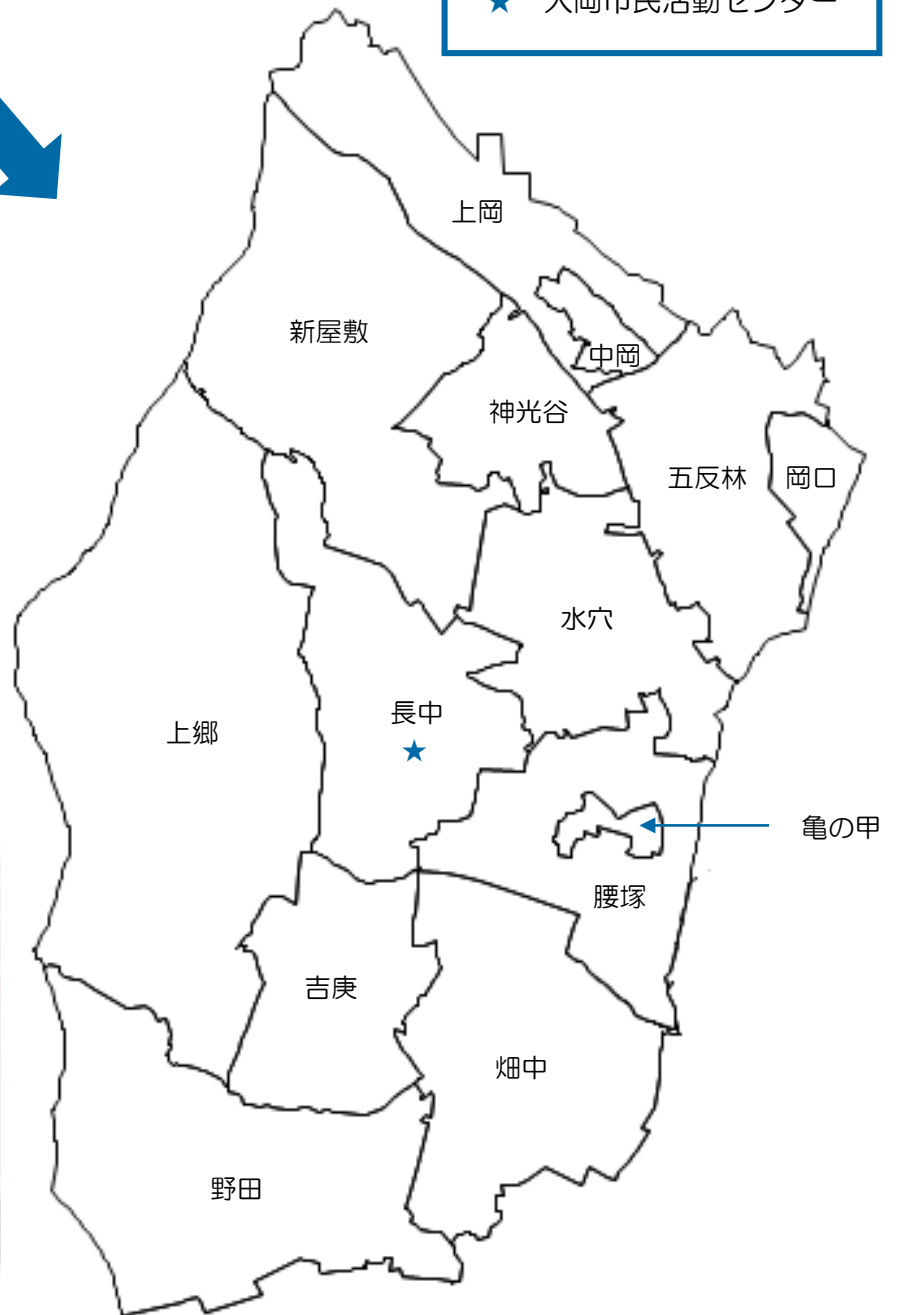 ★ 大岡市民活動センター
上岡
新屋敷
中岡
神光谷
五反林
岡口
水穴
長中
★
上郷
亀の甲
腰塚
吉庚
畑中
野田